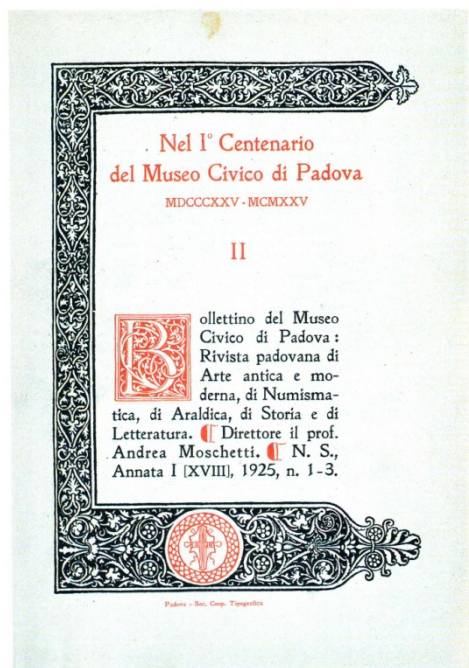 Nel I° Centenario
del Museo Civico di Padova
MDCCCXXV - MCMXXV
II
Bollettino del Museo
Civico di Padova :
Rivista padovana di
Arte antica e mo-
derna, di Numisma-
tica, di Araldica, di Storia e di
Letteratura. ¶ Direttore il prof.
Andrea Moschetti. ¶ N. S.,
Annata I [XVIII], 1925, n. 1-3.
Padova - Soc. Coop. Tipografica